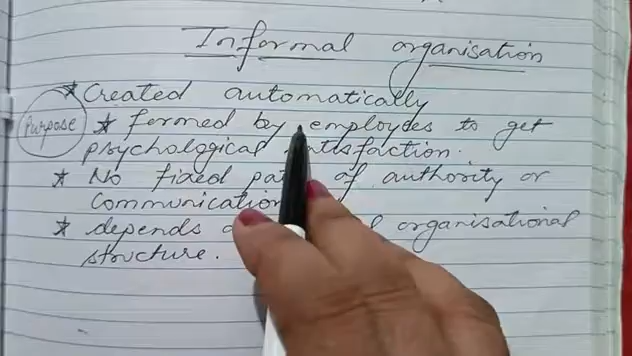 Informal organisation
* Created automatically
Purpose * formed by employees to get
psychological satisfaction.
* No fixed path of authority or
communication
* depends organisational
structure.